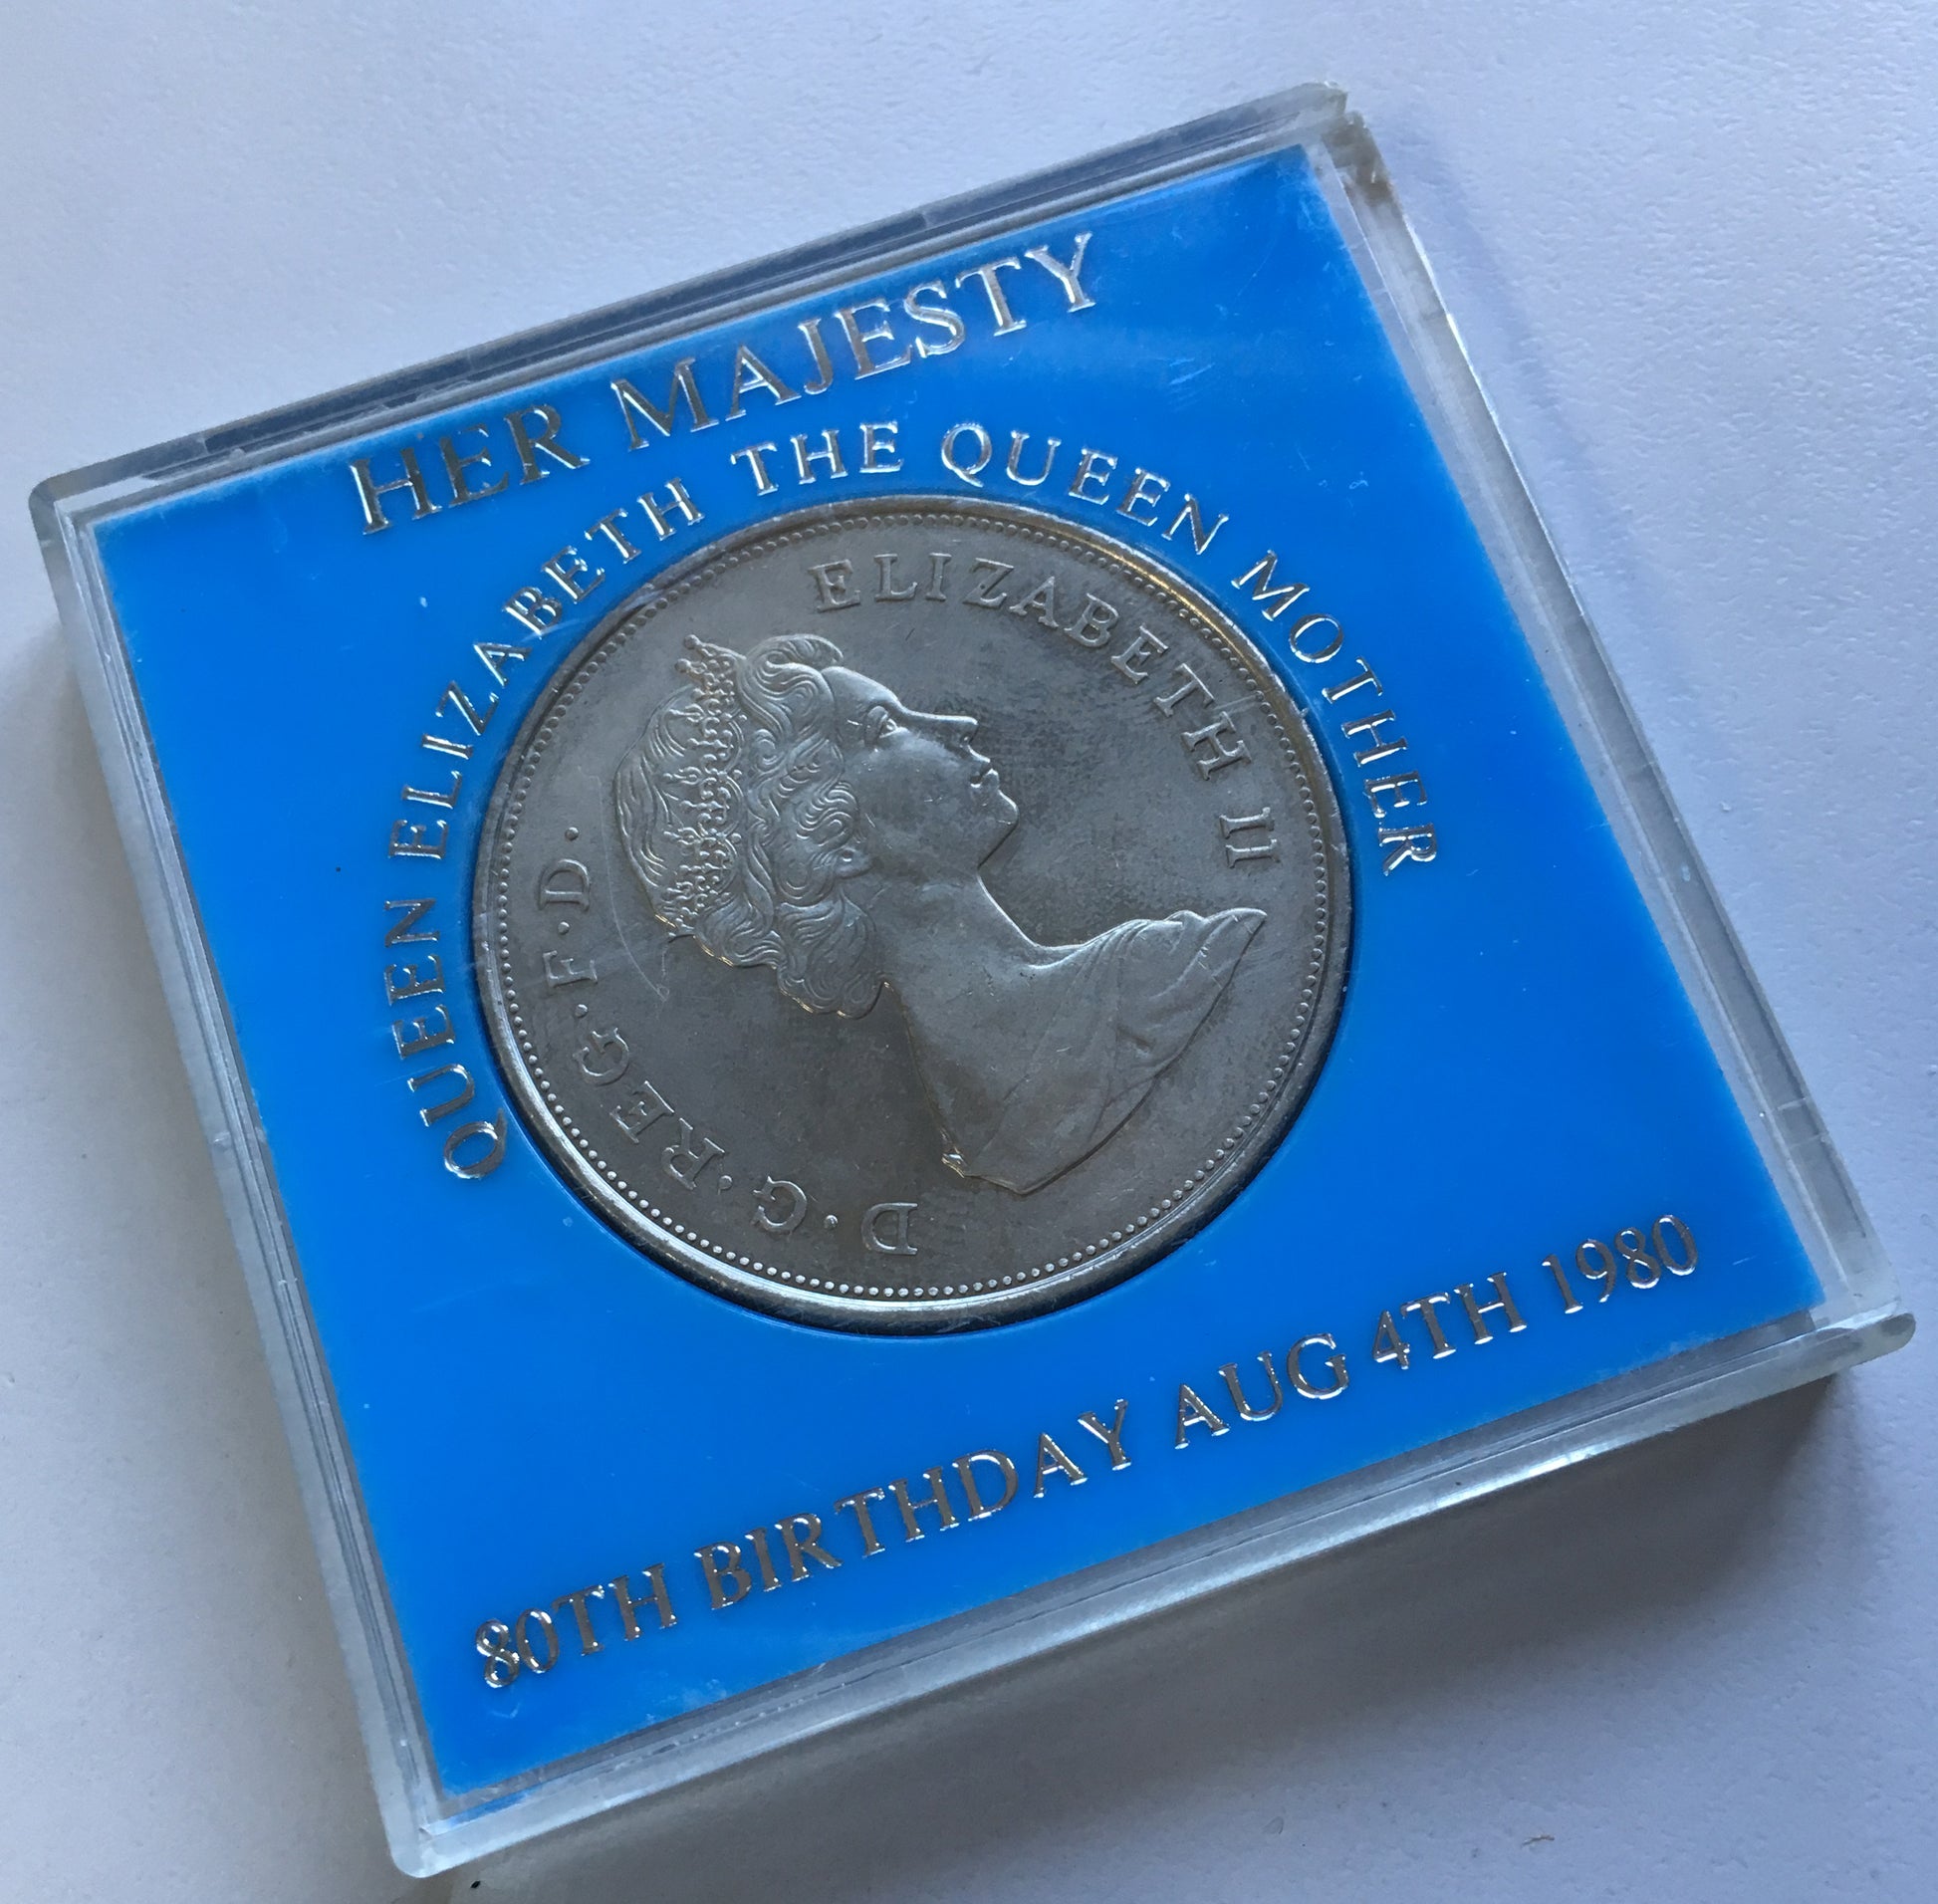 HER MAJESTY
QUEEN ELIZABETH THE QUEEN MOTHER
D·G·REG·F·D· ELIZABETH II
80TH BIRTHDAY AUG 4TH 1980